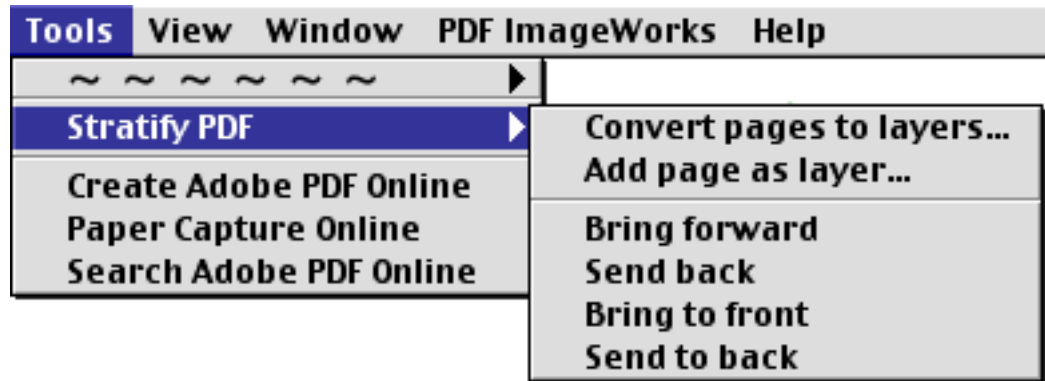 Tools View Window PDF ImageWorks Help
~ ~ ~ ~ ~ ~
Stratify PDF
Create Adobe PDF Online
Paper Capture Online
Search Adobe PDF Online
Convert pages to layers...
Add page as layer...
Bring forward
Send back
Bring to front
Send to back